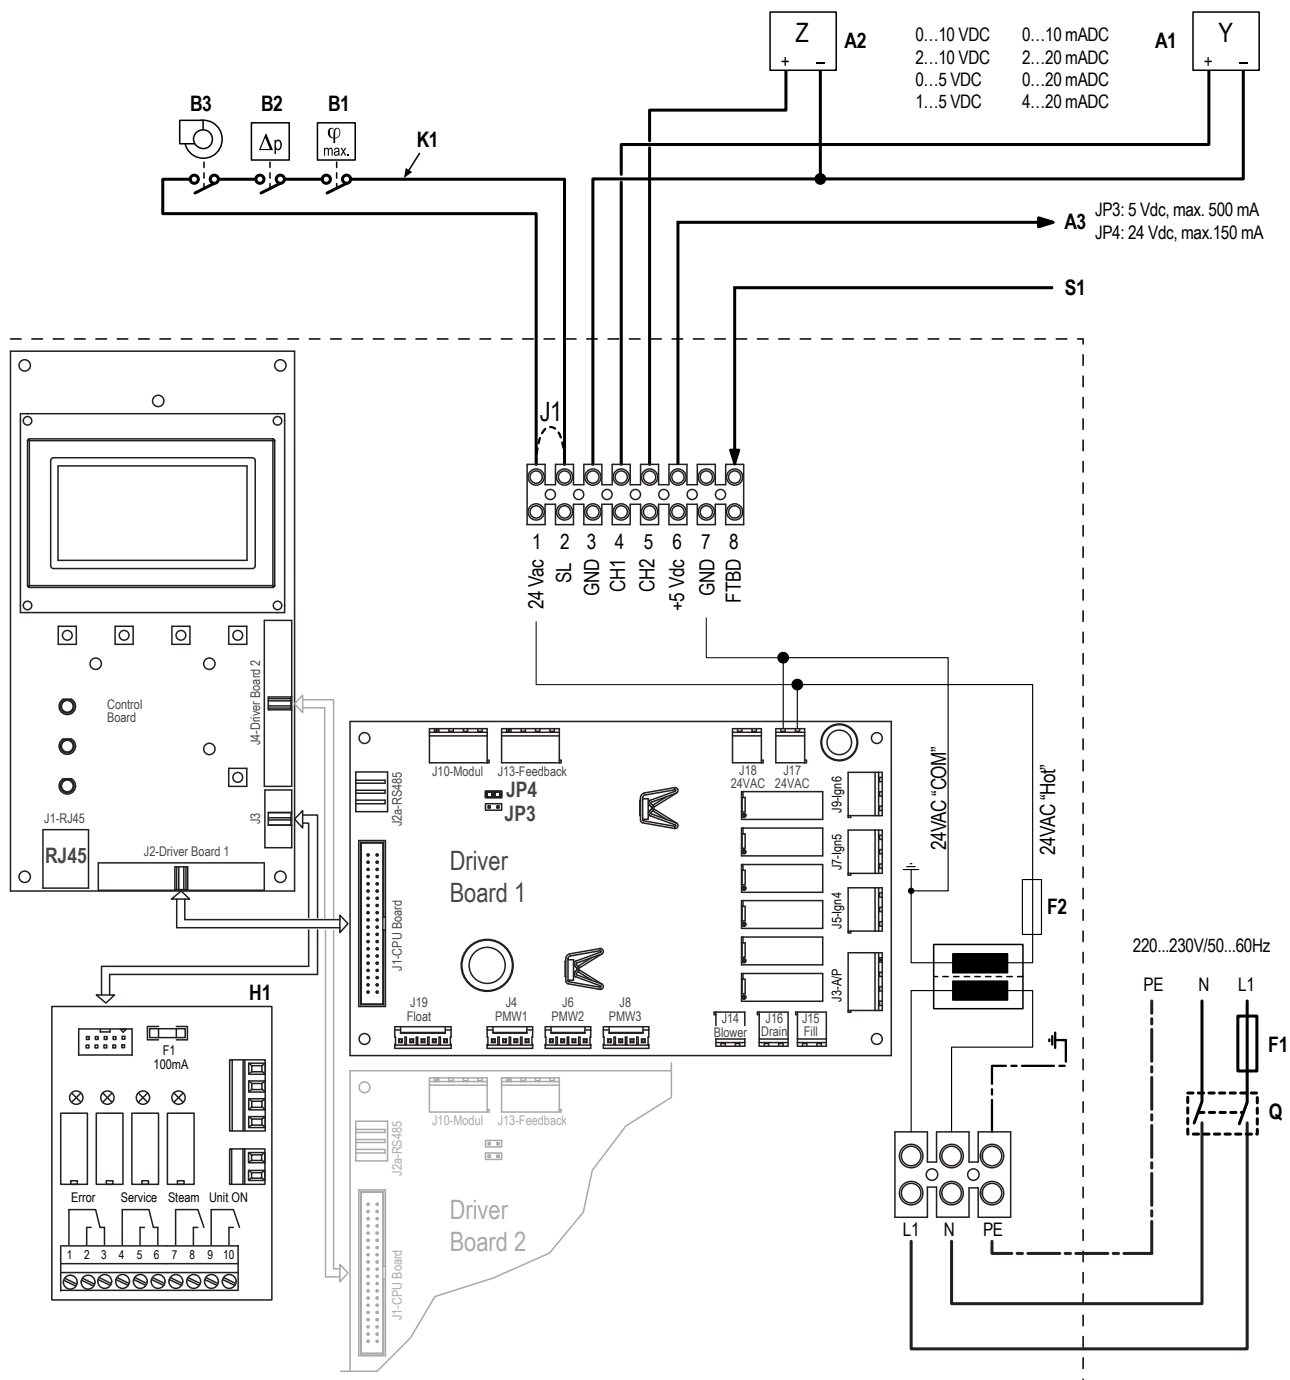 Z
+ −
A2
0…10 VDC 0…10 mADC
2…10 VDC 2…20 mADC
0…5 VDC 0…20 mADC
1…5 VDC 4…20 mADC
A1
Y
+ −
B3
B2
B1
Δp
φ
max.
K1
A3
JP3: 5 Vdc, max. 500 mA
JP4: 24 Vdc, max.150 mA
S1
J1
1 2 3 4 5 6 7 8
24 Vac
SL
GND
CH1
CH2
+5 Vdc
GND
FTBD
Control
Board
J4-Driver Board 2
J3
J1-RJ45
RJ45
J2-Driver Board 1
J10-Modul
J13-Feedback
J2a-RS485
JP4
JP3
J18
24VAC
J17
24VAC
J9-Ign6
J7-Ign5
J5-Ign4
J3-A/P
Driver
Board 1
J1-CPU Board
J19
Float
J4
PMW1
J6
PMW2
J8
PMW3
J14
Blower
J16
Drain
J15
Fill
24VAC “COM”
24VAC “Hot”
F2
220...230V/50...60Hz
PE N L1
F1
Q
L1 N PE
H1
F1
100mA
Error Service Steam Unit ON
1 2 3 4 5 6 7 8 9 10
J10-Modul
J13-Feedback
J2a-RS485
Driver
Board 2
J1-CPU Board